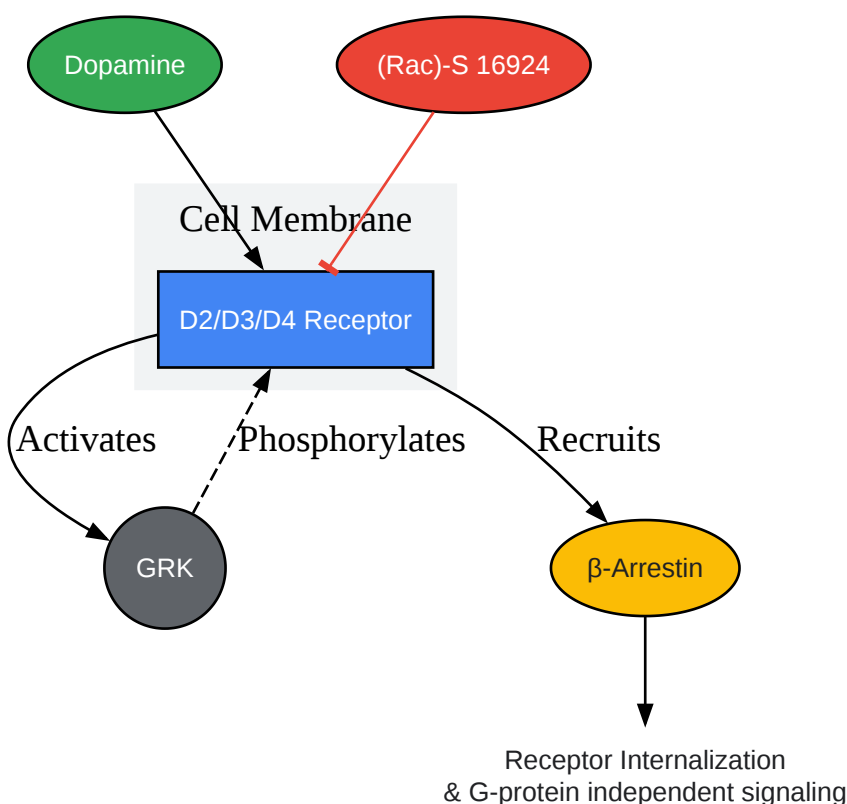 Dopamine
(Rac)-S 16924
Cell Membrane
D2/D3/D4 Receptor
Activates
Phosphorylates
Recruits
GRK
β-Arrestin
Receptor Internalization
& G-protein independent signaling